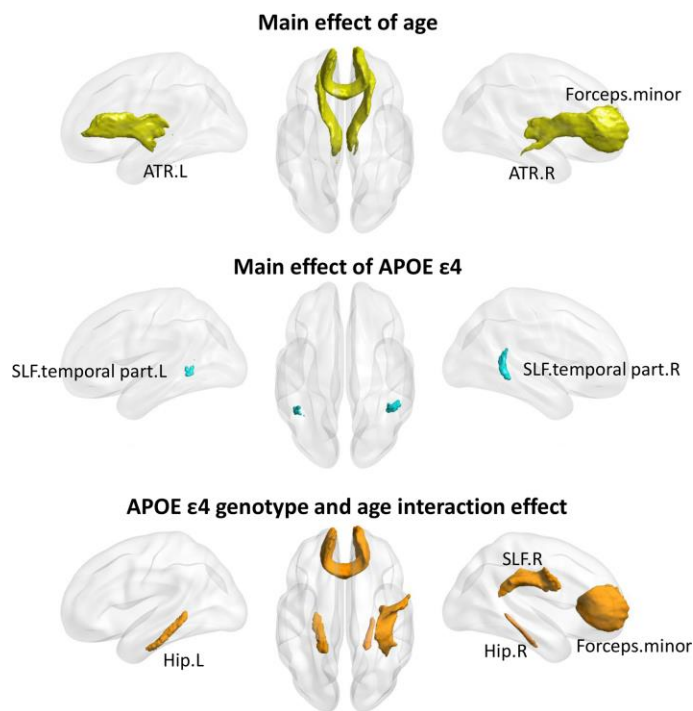 Main effect of age
Forceps.minor
ATR.L
ATR.R
Main effect of APOE ε4
SLF.temporal part.L
SLF.temporal part.R
APOE ε4 genotype and age interaction effect
SLF.R
Hip.L
Hip.R
Forceps.minor